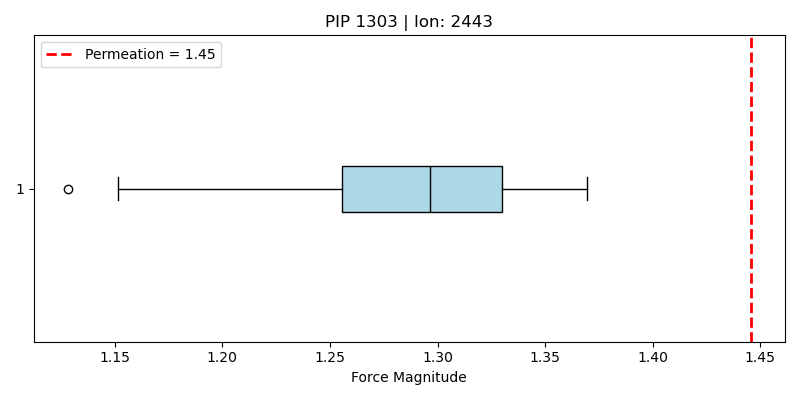 PIP 1303 | Ion: 2443
Permeation = 1.45
1
1.15 1.20 1.25 1.30 1.35 1.40 1.45
Force Magnitude